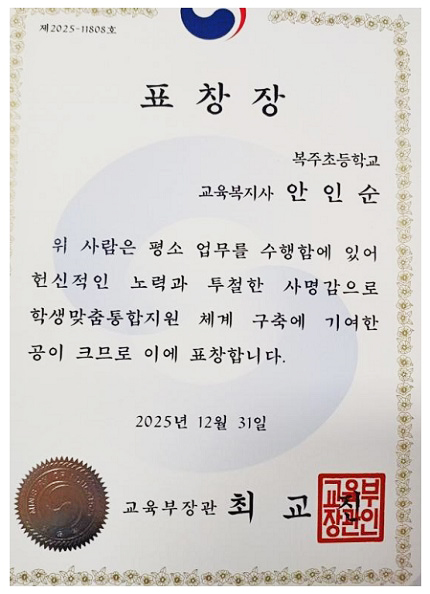 제2025-11808호
표창장
복주초등학교
교육복지사 안인순
위 사람은 평소 업무를 수행함에 있어
헌신적인 노력과 투철한 사명감으로
학생맞춤통합지원 체계 구축에 기여한
공이 크므로 이에 표창합니다.
2025년 12월 31일
교육부장관 최교진
교육부
장관인